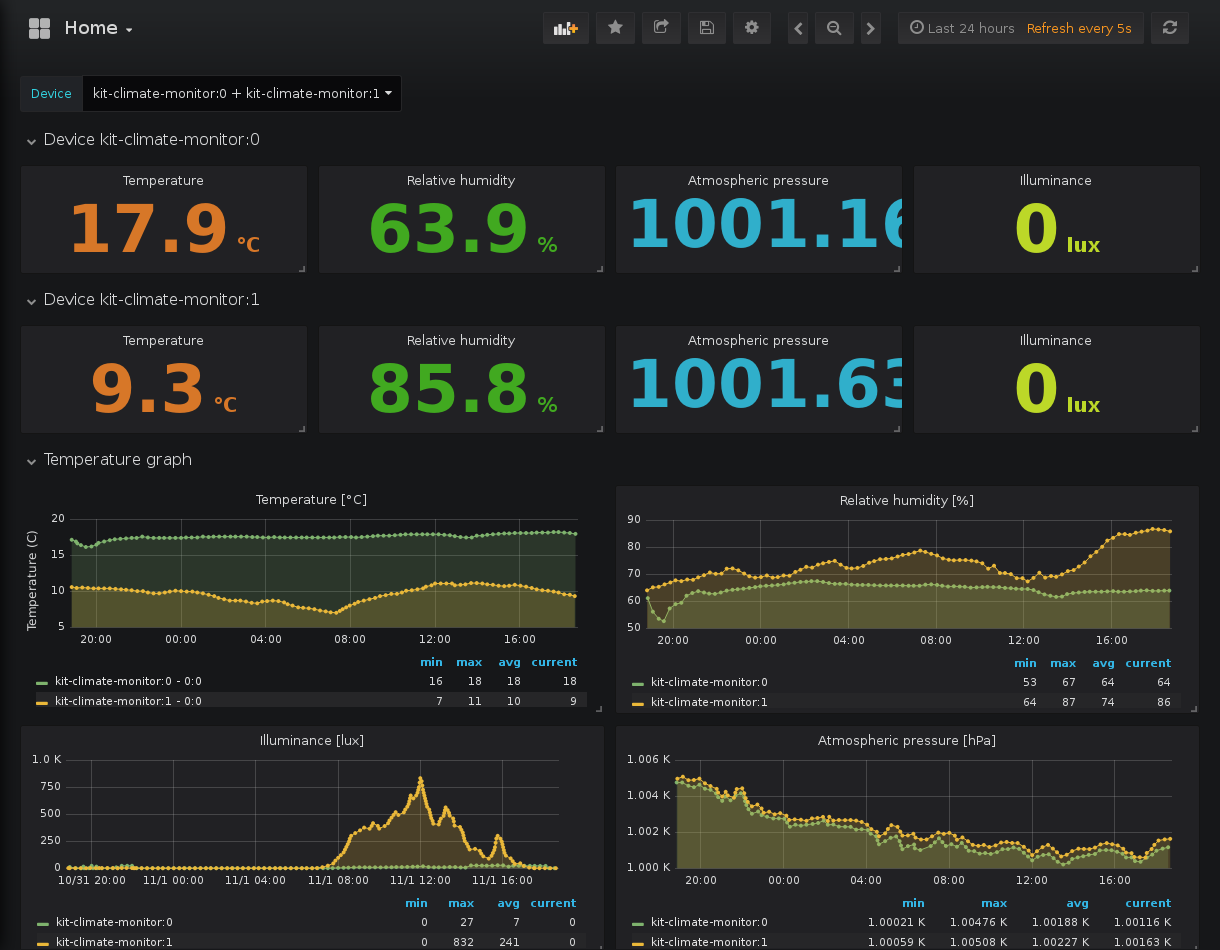 Home
Last 24 hours Refresh every 5s
Device kit-climate-monitor:0 + kit-climate-monitor:1
Device kit-climate-monitor:0
Temperature Relative humidity Atmospheric pressure Illuminance
17.9 °C 63.9 % 1001.16 0 lux
Device kit-climate-monitor:1
Temperature Relative humidity Atmospheric pressure Illuminance
9.3 °C 85.8 % 1001.63 0 lux
Temperature graph
Temperature [°C]
Temperature (C)
20
15
10
5
20:00 00:00 04:00 08:00 12:00 16:00
min max avg current
kit-climate-monitor:0 - 0:0 16 18 18 18
kit-climate-monitor:1 - 0:0 7 11 10 9
Relative humidity [%]
90
80
70
60
50
20:00 00:00 04:00 08:00 12:00 16:00
min max avg current
kit-climate-monitor:0 53 67 64 64
kit-climate-monitor:1 64 87 74 86
Illuminance [lux]
1.0 K
750
500
250
0
10/31 20:00 11/1 00:00 11/1 04:00 11/1 08:00 11/1 12:00 11/1 16:00
min max avg current
kit-climate-monitor:0 0 27 7 0
kit-climate-monitor:1 0 832 241 0
Atmospheric pressure [hPa]
1.006 K
1.004 K
1.002 K
1.000 K
20:00 00:00 04:00 08:00 12:00 16:00
min max avg current
kit-climate-monitor:0 1.00021 K 1.00476 K 1.00188 K 1.00116 K
kit-climate-monitor:1 1.00059 K 1.00508 K 1.00227 K 1.00163 K